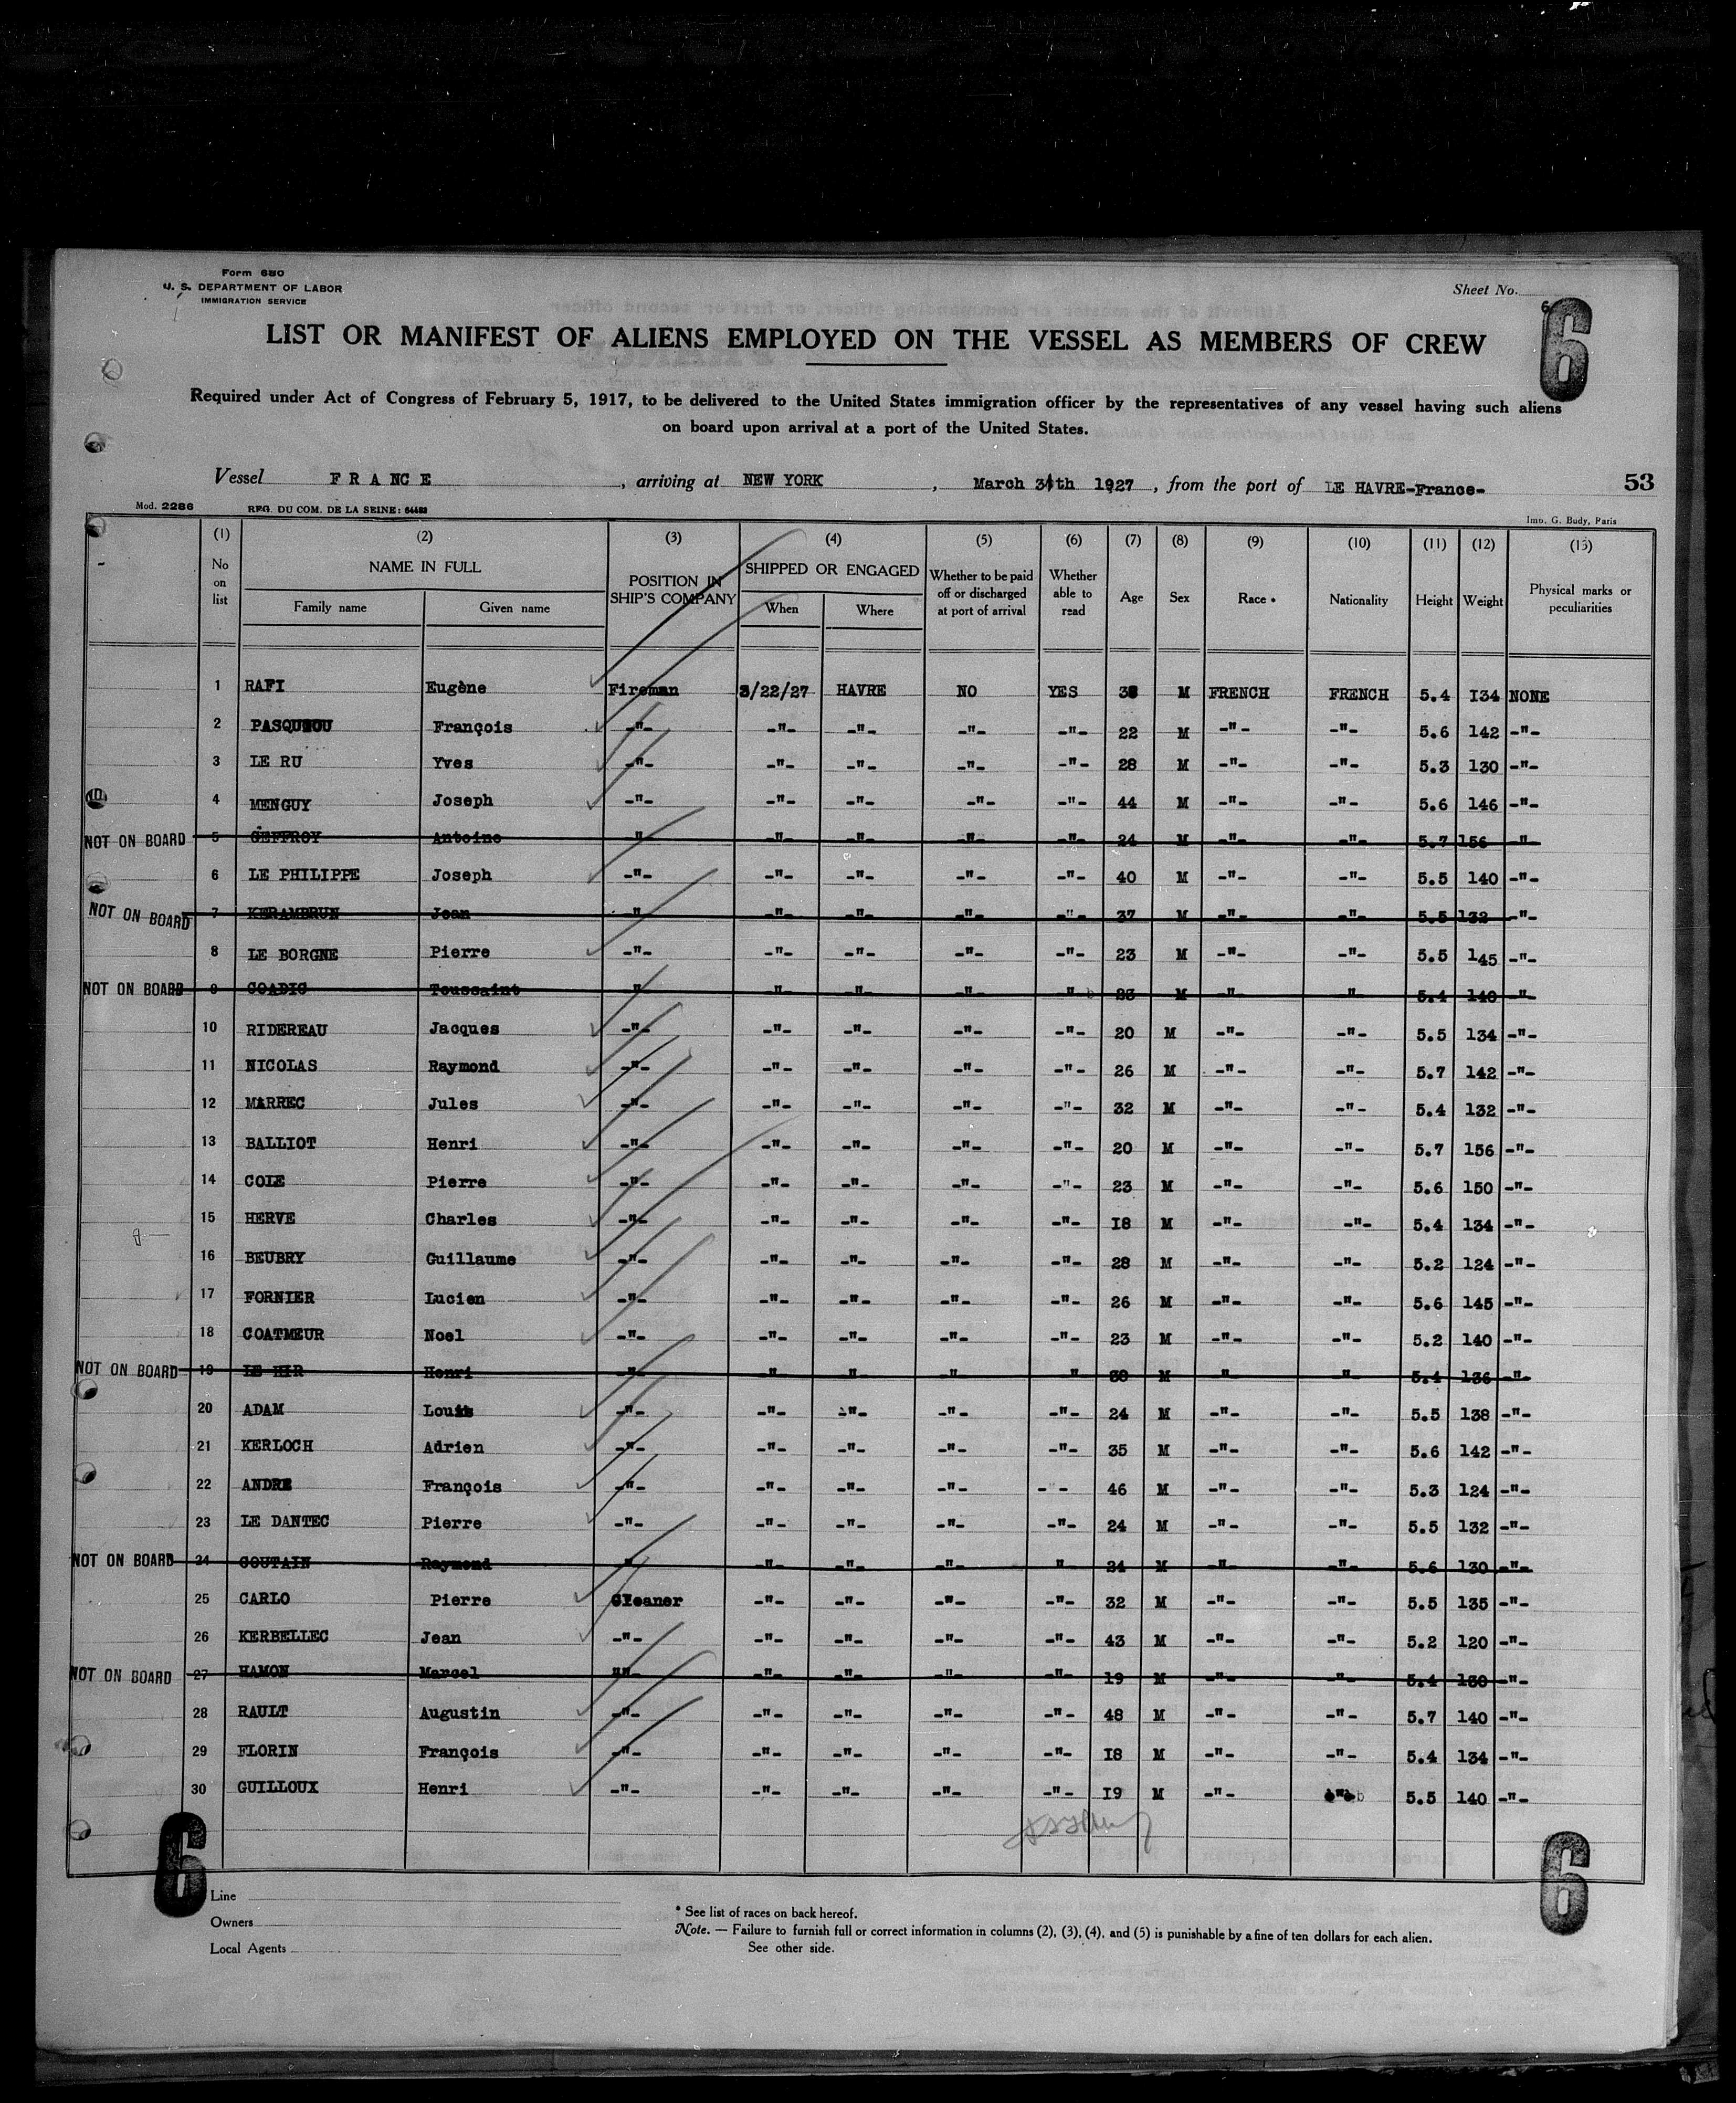 Form 680
U. S. DEPARTMENT OF LABOR
IMMIGRATION SERVICE
Sheet No.
6
6
LIST OR MANIFEST OF ALIENS EMPLOYED ON THE VESSEL AS MEMBERS OF CREW
Required under Act of Congress of February 5, 1917, to be delivered to the United States immigration officer by the representatives of any vessel having such aliens
on board upon arrival at a port of the United States.
Vessel FRANCE , arriving at NEW YORK , March th 1927 , from the port of LE HAVRE-France-
53
Mod. 2286 REG. DU COM. DE LA SEINE: Imp. G. Budy, Paris
(1) (2) (3) (4) (5) (6) (7) (8) (9) (10) (11) (12) (13)
No on list NAME IN FULL Family name Given name POSITION IN SHIP'S COMPANY SHIPPED OR ENGAGED When Where Whether to be paid off or discharged at port of arrival Whether able to read Age Sex Race * Nationality Height Weight Physical marks or peculiarities
1 RAFI Eugène Fireman 3/22/27 HAVRE NO YES M FRENCH FRENCH 5.4 134 NONE
2 François -"- -"- -"- -"- -"- 22 M -"- -"- 5.6 142 -"-
3 LE RU Yves -"- -"- -"- -"- -"- 28 M -"- -"- 5.3 130 -"-
4 MENGUY Joseph -"- -"- -"- -"- -"- 44 M -"- -"- 5.6 146 -"-
NOT ON BOARD 5 GEFFROY Antoine -"- -"- -"- -"- -"- 24 M -"- -"- 5.7 156 -"-
6 LE PHILIPPE Joseph -"- -"- -"- -"- -"- 40 M -"- -"- 5.5 140 -"-
NOT ON BOARD 7 KERAMBRUN Jean -"- -"- -"- -"- -"- 37 M -"- -"- 5.5 132 -"-
8 LE BORGNE Pierre -"- -"- -"- -"- -"- 23 M -"- -"- 5.5 145 -"-
NOT ON BOARD 9 COADIC Toussaint -"- -"- -"- -"- -"- M -"- -"- 5.4 140 -"-
10 RIDEREAU Jacques -"- -"- -"- -"- -"- 20 M -"- -"- 5.5 134 -"-
11 NICOLAS Raymond -"- -"- -"- -"- -"- 26 M -"- -"- 5.7 142 -"-
12 MARREC Jules -"- -"- -"- -"- -"- 32 M -"- -"- 5.4 132 -"-
13 BALLIOT Henri -"- -"- -"- -"- -"- 20 M -"- -"- 5.7 156 -"-
14 COLE Pierre -"- -"- -"- -"- -"- 23 M -"- -"- 5.6 150 -"-
15 HERVE Charles -"- -"- -"- -"- -"- 18 M -"- -"- 5.4 134 -"-
16 BEUBRY Guillaume -"- -"- -"- -"- -"- 28 M -"- -"- 5.2 124 -"-
17 FORNIER Lucien -"- -"- -"- -"- -"- 26 M -"- -"- 5.6 145 -"-
18 COATMEUR Noel -"- -"- -"- -"- -"- 23 M -"- -"- 5.2 140 -"-
NOT ON BOARD 19 LE HIR Henri -"- -"- -"- -"- -"- M -"- -"- 5.4 136 -"-
20 ADAM Louis -"- -"- -"- -"- -"- 24 M -"- -"- 5.5 138 -"-
21 KERLOCH Adrien -"- -"- -"- -"- -"- 35 M -"- -"- 5.6 142 -"-
22 ANDRE François -"- -"- -"- -"- -"- 46 M -"- -"- 5.3 124 -"-
23 LE DANTEC Pierre -"- -"- -"- -"- -"- 24 M -"- -"- 5.5 132 -"-
NOT ON BOARD 24 COUTAIN Raymond -"- -"- -"- -"- -"- M -"- -"- 5.6 130 -"-
25 CARLO Pierre Cleaner -"- -"- -"- -"- 32 M -"- -"- 5.5 135 -"-
26 KERBELLEC Jean -"- -"- -"- -"- -"- 43 M -"- -"- 5.2 120 -"-
NOT ON BOARD 27 HAMON Marcel -"- -"- -"- -"- -"- 19 M -"- -"- 5.4 130 -"-
28 RAULT Augustin -"- -"- -"- -"- -"- 48 M -"- -"- 5.7 140 -"-
29 FLORIN François -"- -"- -"- -"- -"- 18 M -"- -"- 5.4 134 -"-
30 GUILLOUX Henri -"- -"- -"- -"- -"- 19 M -"- 5.5 140 -"-
6
6
Line
Owners
Local Agents
* See list of races on back hereof.
Note. — Failure to furnish full or correct information in columns (2), (3), (4), and (5) is punishable by a fine of ten dollars for each alien.
See other side.